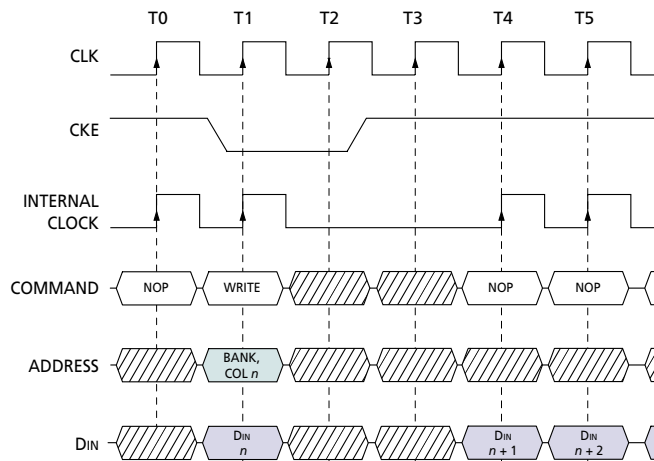 T0 T1 T2 T3 T4 T5
CLK
CKE
INTERNAL
CLOCK
COMMAND NOP WRITE NOP NOP
ADDRESS BANK,
COL n
DIN DIN
n DIN
n + 1 DIN
n + 2